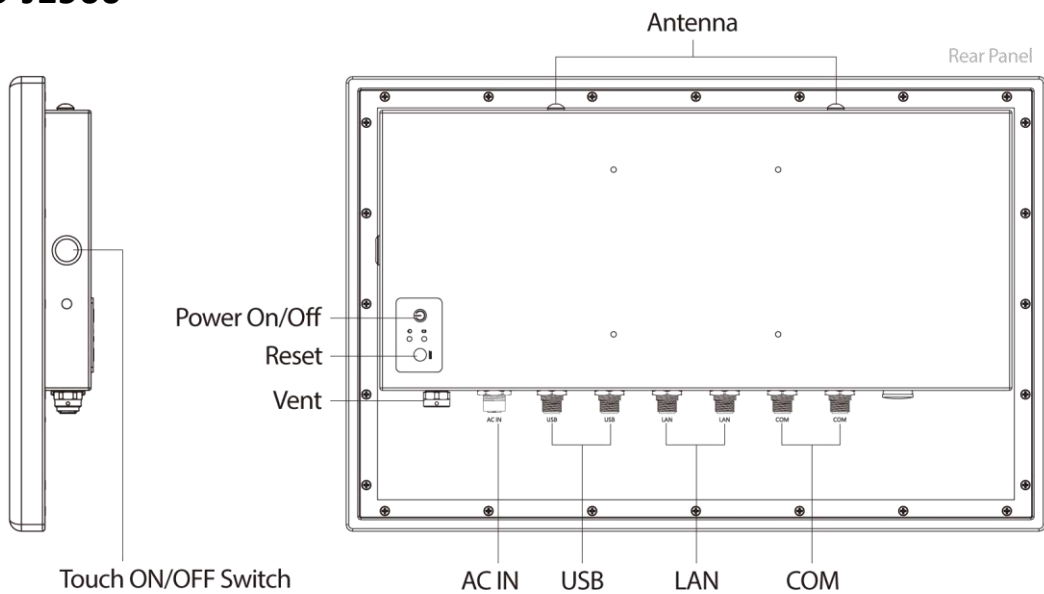 Antenna
Rear Panel
Power On/Off
Reset
Vent
AC IN
USB
USB
LAN
LAN
COM
COM
Touch ON/OFF Switch
AC IN
USB
LAN
COM